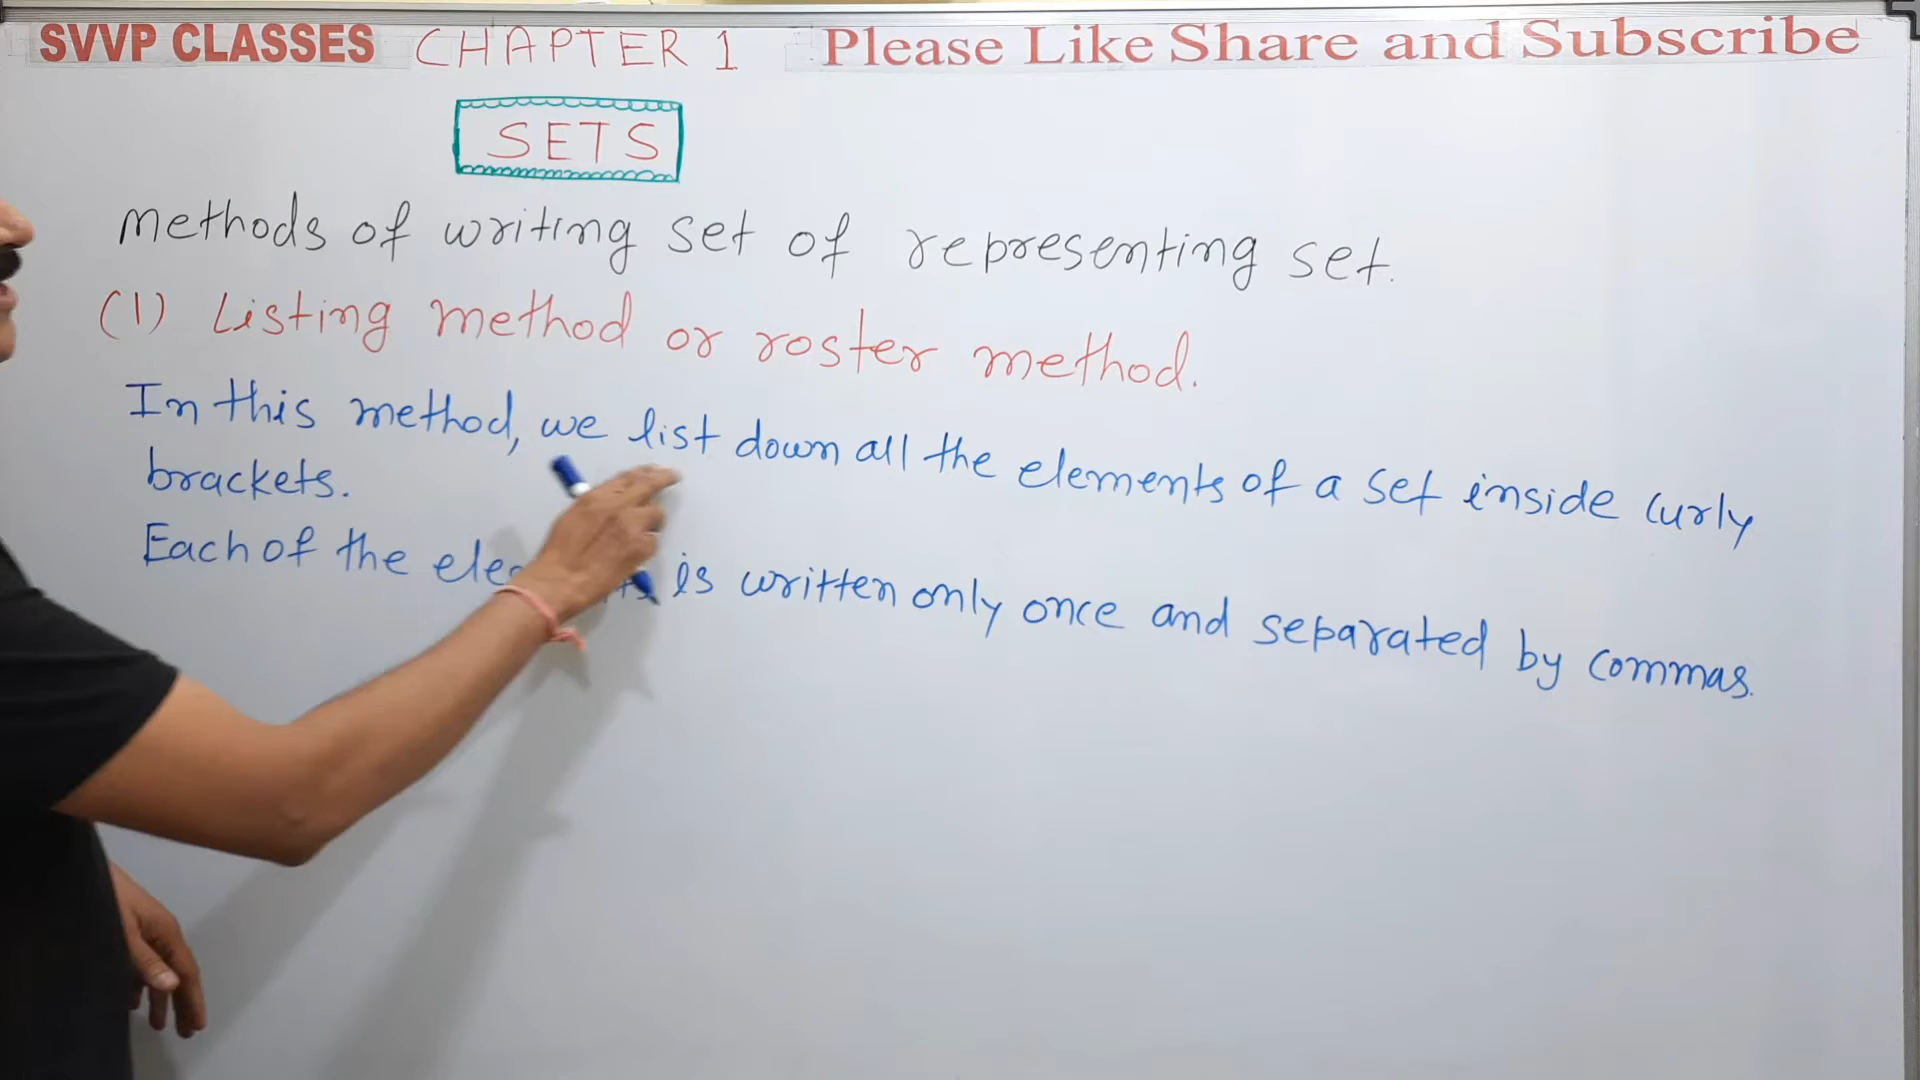 SVVP CLASSES CHAPTER 1 Please Like Share and Subscribe
SETS
Methods of writing set of representing set.
(1) Listing method or roster method.
In this method, we list down all the elements of a set inside curly
brackets.
Each of the is written only once and separated by commas.